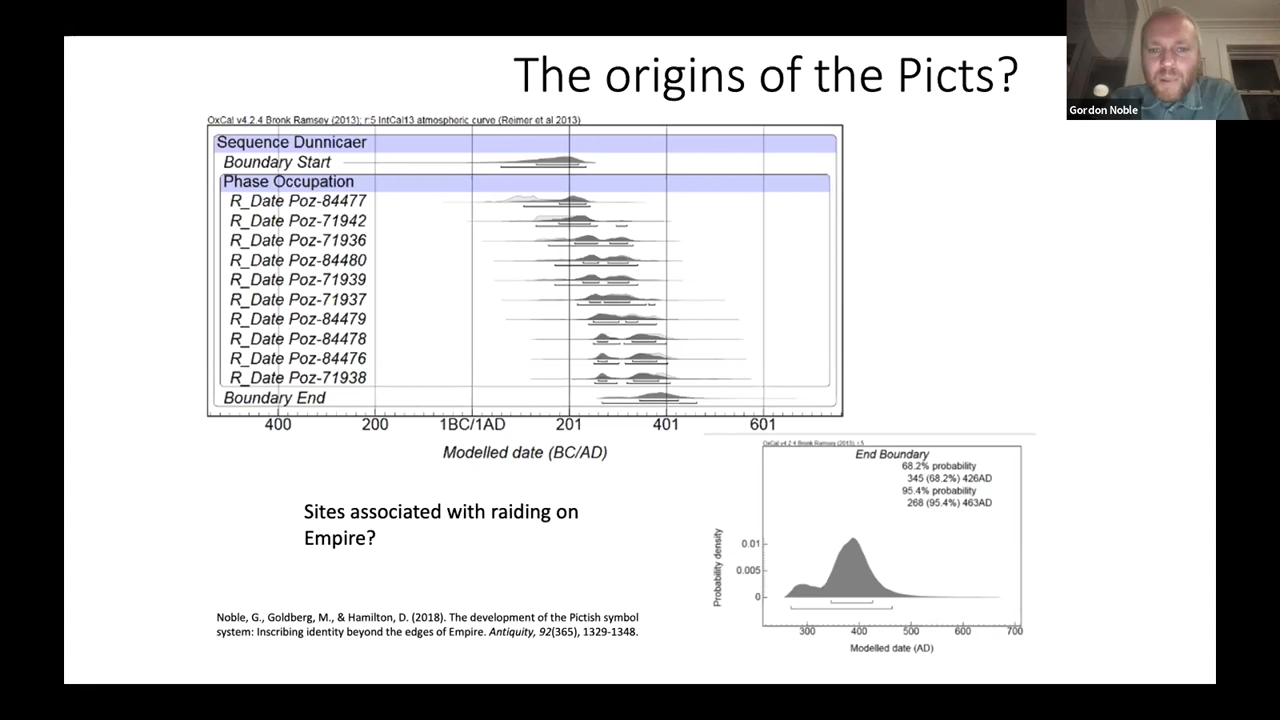 The origins of the Picts?
Gordon Noble
OxCal v4.2.4 Bronk Ramsey (2013); r:5 IntCal13 atmospheric curve (Reimer et al 2013)
Sequence Dunnicaer
Boundary Start
Phase Occupation
R_Date Poz-84477
R_Date Poz-71942
R_Date Poz-71936
R_Date Poz-84480
R_Date Poz-71939
R_Date Poz-71937
R_Date Poz-84479
R_Date Poz-84478
R_Date Poz-84476
R_Date Poz-71938
Boundary End
400 200 1BC/1AD 201 401 601
Modelled date (BC/AD)
OxCal v4.2.4 Bronk Ramsey (2013); r:5
End Boundary
68.2% probability
345 (68.2%) 426AD
95.4% probability
268 (95.4%) 463AD
Probability density
0.01
0.005
0
300 400 500 600 700
Modelled date (AD)
Sites associated with raiding on
Empire?
Noble, G., Goldberg, M., & Hamilton, D. (2018). The development of the Pictish symbol
system: Inscribing identity beyond the edges of Empire. Antiquity, 92(365), 1329-1348.